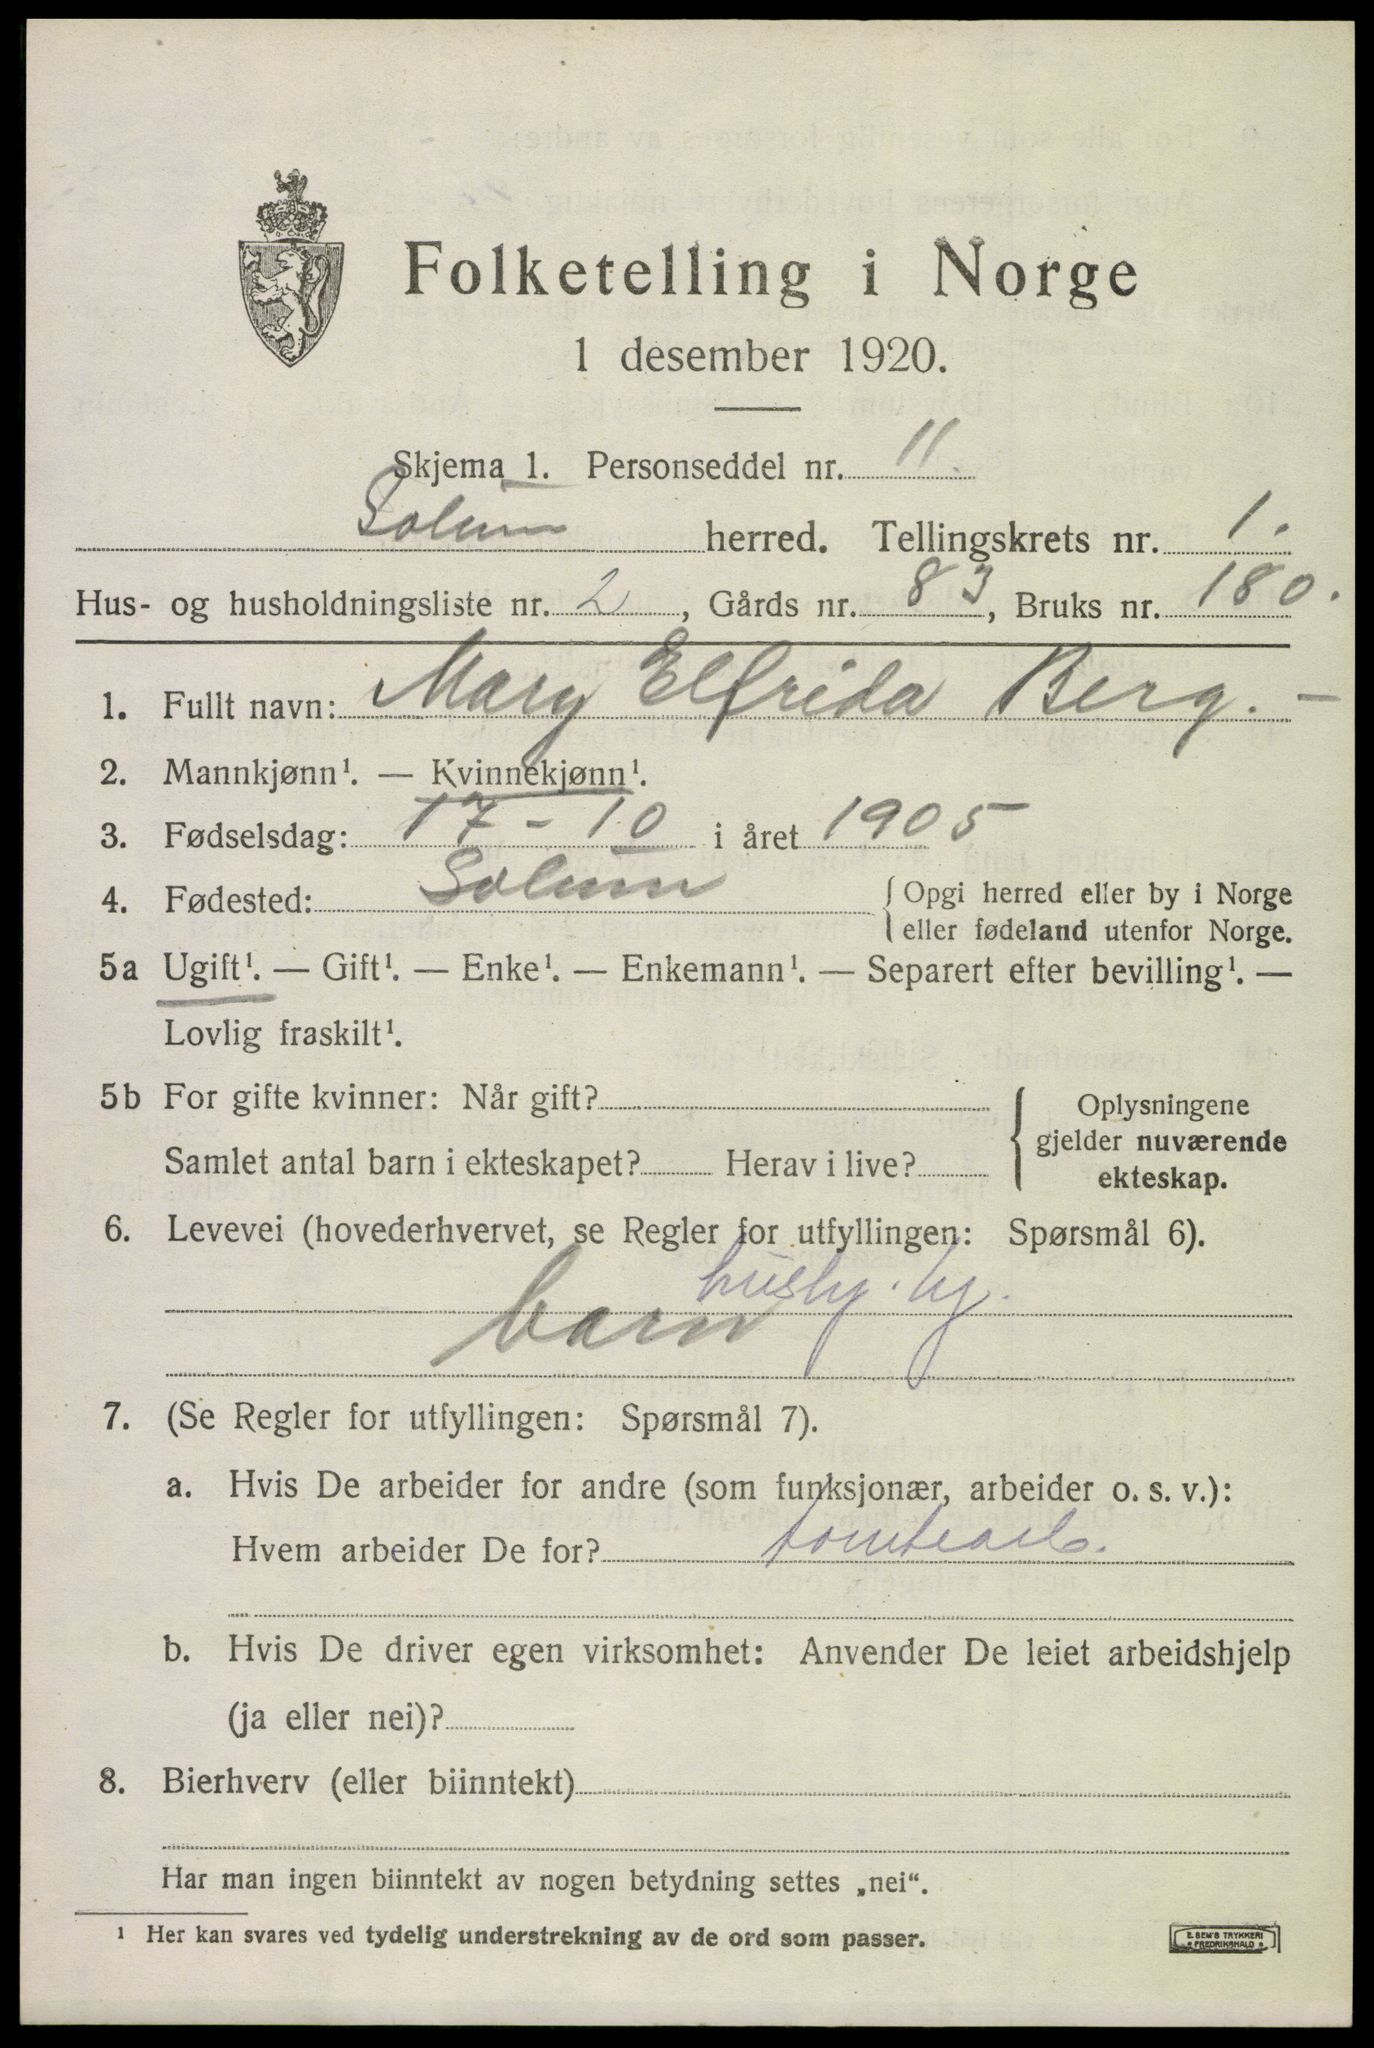 Folketelling i Norge
1 desember 1920.
Skjema 1. Personseddel nr. 11.
Solum herred. Tellingskrets nr. 1.
Hus- og husholdningsliste nr. 2, Gårds nr. 83, Bruks nr. 180.
1. Fullt navn: Mary Elfrida Berg. —
2. Mannkjønn¹. — Kvinnekjønn¹.
3. Fødselsdag: 17 - 10 i året 1905
4. Fødested: Solum { Opgi herred eller by i Norge
eller fødeland utenfor Norge.
5a Ugift¹. — Gift¹. — Enke¹. — Enkemann¹. — Separert efter bevilling¹. —
Lovlig fraskilt¹.
5b For gifte kvinner: Når gift? { Oplysningene
gjelder nuværende
Samlet antal barn i ekteskapet? Herav i live?
ekteskap.
6. Levevei (hovederhvervet, se Regler for utfyllingen: Spørsmål 6).
barn
7. (Se Regler for utfyllingen: Spørsmål 7).
a. Hvis De arbeider for andre (som funksjonær, arbeider o. s. v.):
Hvem arbeider De for? tomtearb.
b. Hvis De driver egen virksomhet: Anvender De leiet arbeidshjelp
(ja eller nei)?
8. Bierhverv (eller biinntekt)
Har man ingen biinntekt av nogen betydning settes „nei“.
¹ Her kan svares ved tydelig understrekning av de ord som passer.
E. SEM'S TRYKKERI
FREDRIKSHALD